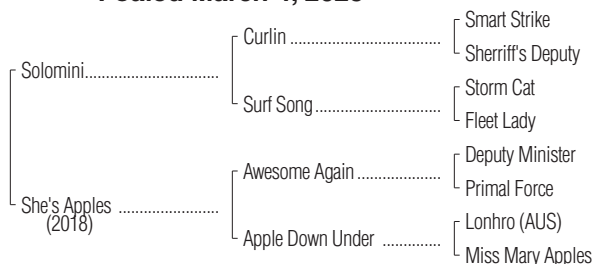 Foaled March 4, 2023
Smart Strike
Curlin
Sherriff's Deputy
Solomini
Storm Cat
Surf Song
Fleet Lady
Deputy Minister
Awesome Again
Primal Force
She's Apples
(2018)
Lonhro (AUS)
Apple Down Under
Miss Mary Apples